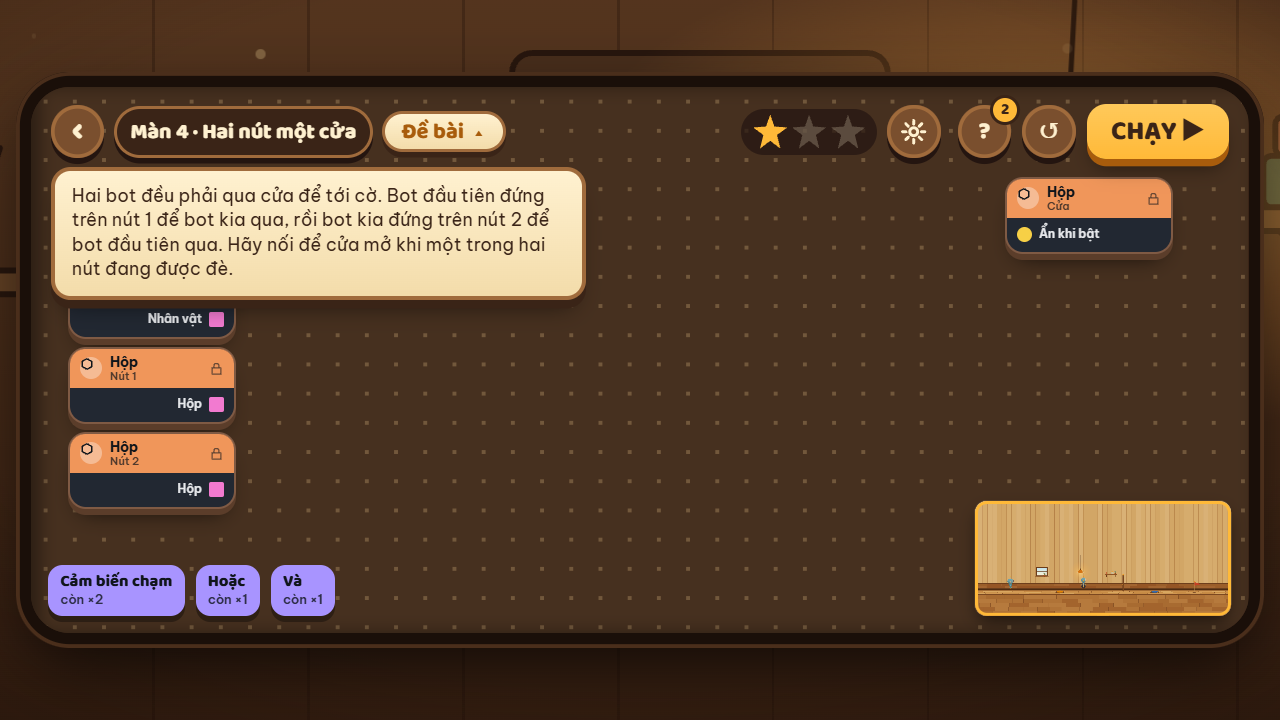 Màn 4 · Hai nút một cửa
Đề bài
2
?
CHẠY
Hai bot đều phải qua cửa để tới cờ. Bot đầu tiên đứng
trên nút 1 để bot kia qua, rồi bot kia đứng trên nút 2 để
bot đầu tiên qua. Hãy nối để cửa mở khi một trong hai
nút đang được đè.
Hộp
Cửa
Ẩn khi bật
Nhân vật
Hộp
Nút 1
Hộp
Hộp
Nút 2
Hộp
Cảm biến chạm
còn ×2
Hoặc
còn ×1
Và
còn ×1